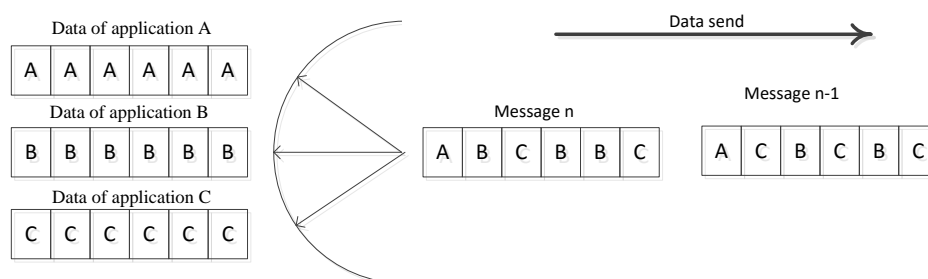 Data of application A
A A A A A A
Data of application B
B B B B B B
Data of application C
C C C C C C
Data send
Message n
A B C B B C
Message n-1
A C B C B C